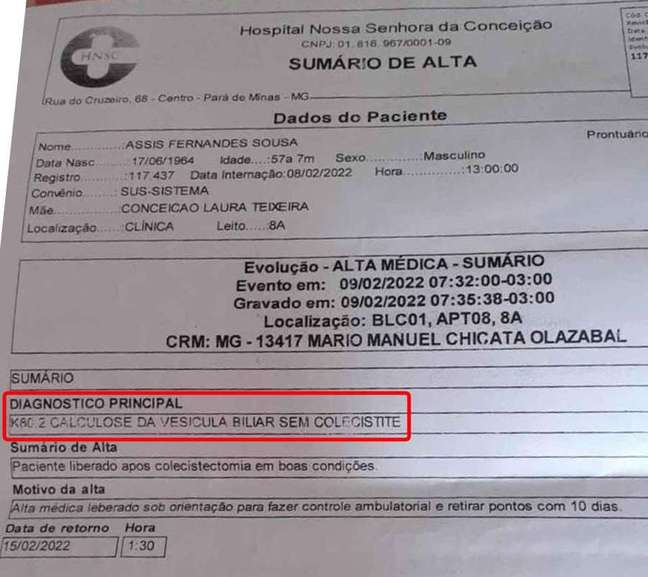 Hospital Nossa Senhora da Conceição
CNPJ: 01. 816. 967/0001-09
SUMÁRIO DE ALTA
HNSC
Rua do Cruzeiro, 68 - Centro - Pará de Minas - MG
Dados do Paciente
Prontuário
Nome............:ASSIS FERNANDES SOUSA
Data Nasc.....:17/06/1964 Idade....:57a 7m Sexo............:Masculino
Registro........:117.437 Data Internação:08/02/2022 Hora............:13:00:00
Convênio......:SUS-SISTEMA
Mãe..............:CONCEICAO LAURA TEIXEIRA
Localização......:CLÍNICA Leito.....:8A
Evolução - ALTA MÉDICA - SUMÁRIO
Evento em: 09/02/2022 07:32:00-03:00
Gravado em: 09/02/2022 07:35:38-03:00
Localização: BLC01, APT08, 8A
CRM: MG - 13417 MARIO MANUEL CHICATA OLAZABAL
SUMÁRIO
DIAGNOSTICO PRINCIPAL
K80.2 CALCULOSE DA VESICULA BILIAR SEM COLECISTITE
Sumário de Alta
Paciente liberado apos colecistectomia em boas condições.
Motivo da alta
Alta médica leberado sob orientação para fazer controle ambulatorial e retirar pontos com 10 dias.
Data de retorno Hora
15/02/2022 1:30